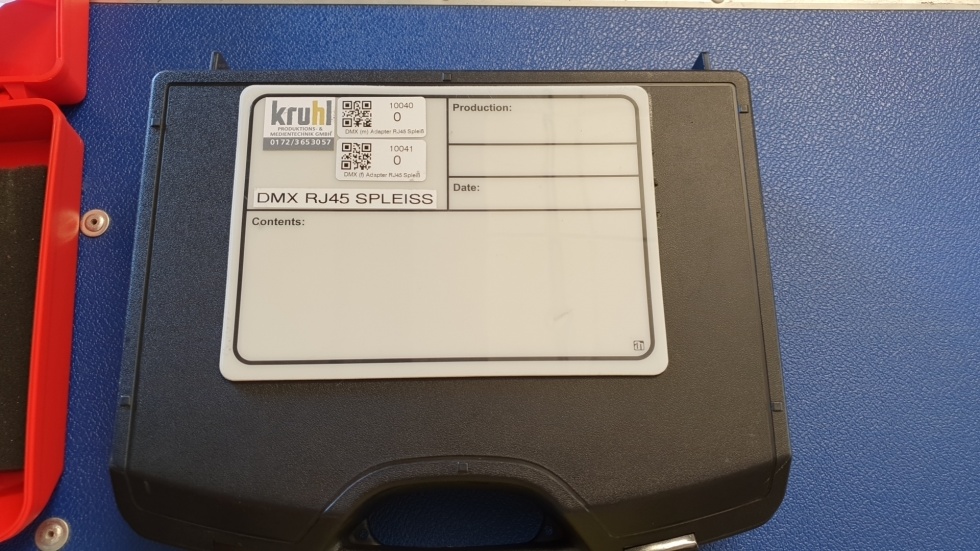 kruhl
PRODUKTIONS- &
MEDIENTECHNIK GMBH
0172/3653057
10040
0
DMX (m) Adapter RJ45 Spleiß
10041
0
DMX (f) Adapter RJ45 Spleiß
DMX RJ45 SPLEISS
Production:
Date:
Contents: